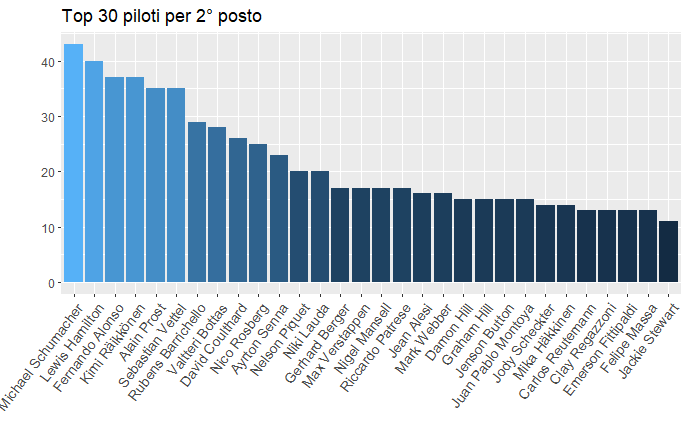 Top 30 piloti per 2° posto
40
30
20
10
0
Michael Schumacher
Lewis Hamilton
Fernando Alonso
Kimi Räikkönen
Alain Prost
Sebastian Vettel
Rubens Barrichello
Valtteri Bottas
David Coulthard
Nico Rosberg
Ayrton Senna
Nelson Piquet
Niki Lauda
Gerhard Berger
Max Verstappen
Nigel Mansell
Riccardo Patrese
Jean Alesi
Mark Webber
Damon Hill
Graham Hill
Jenson Button
Juan Pablo Montoya
Jody Scheckter
Mika Häkkinen
Carlos Reutemann
Clay Regazzoni
Emerson Fittipaldi
Felipe Massa
Jackie Stewart